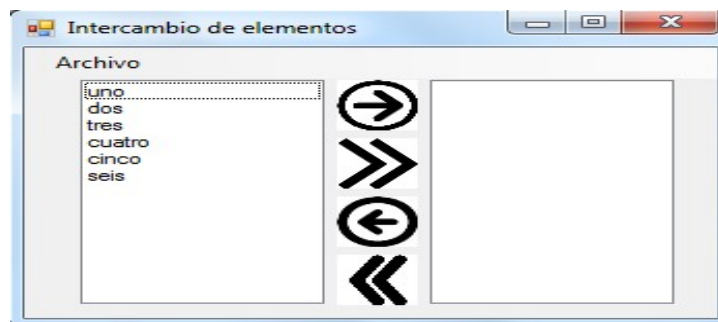 Intercambio de elementos
Archivo
uno
dos
tres
cuatro
cinco
seis